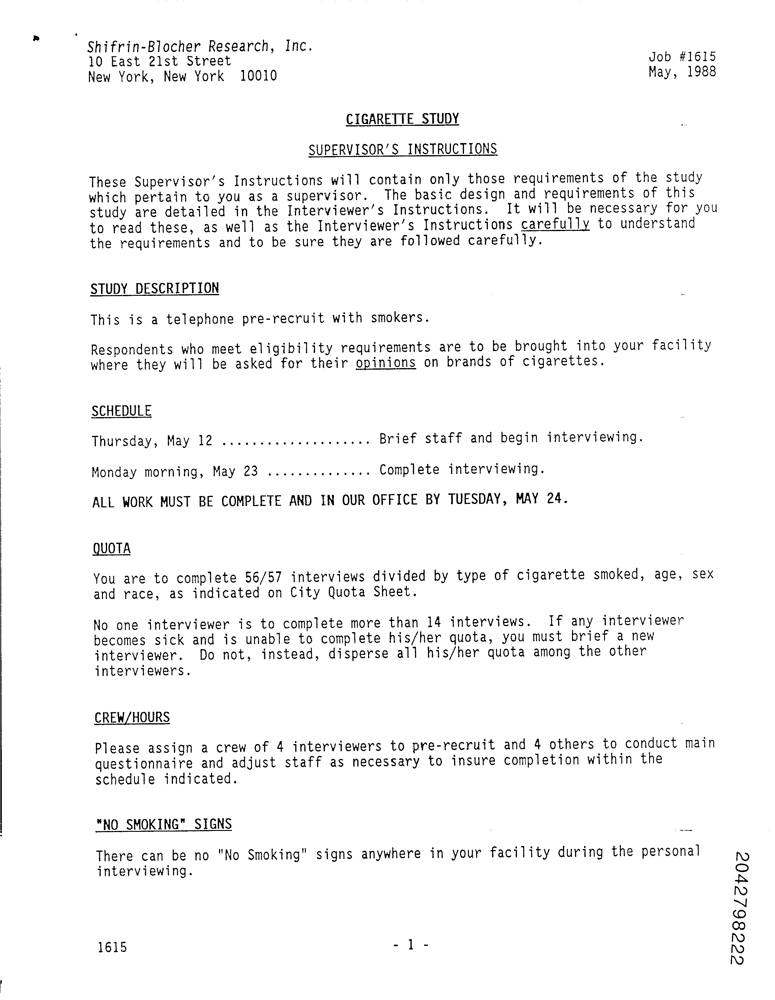 Shifrin-Blocher Research, Inc.
10 East 21st Street
New York, New York 10010
Job #1615
May, 1988
CIGARETTE STUDY
SUPERVISOR'S INSTRUCTIONS
These Supervisor's Instructions will contain only those requirements of the study
which pertain to you as a supervisor. The basic design and requirements of this
study are detailed in the Interviewer's Instructions. It will be necessary for you
to read these, as well as the Interviewer's Instructions carefully to understand
the requirements and to be sure they are followed carefully.
STUDY DESCRIPTION
This is a telephone pre-recruit with smokers.
Respondents who meet eligibility requirements are to be brought into your facility
where they will be asked for their opinions on brands of cigarettes.
SCHEDULE
Thursday, May 12 .................... Brief staff and begin interviewing.
Monday morning, May 23 .............. Complete interviewing.
ALL WORK MUST BE COMPLETE AND IN OUR OFFICE BY TUESDAY, MAY 24.
QUOTA
You are to complete 56/57 interviews divided by type of cigarette smoked, age, sex
and race, as indicated on City Quota Sheet.
No one interviewer is to complete more than 14 interviews. If any interviewer
becomes sick and is unable to complete his/her quota, you must brief a new
interviewer. Do not, instead, disperse all his/her quota among the other
interviewers.
CREW/HOURS
Please assign a crew of 4 interviewers to pre-recruit and 4 others to conduct main
questionnaire and adjust staff as necessary to insure completion within the
schedule indicated.
"NO SMOKING" SIGNS
There can be no "No Smoking" signs anywhere in your facility during the personal
interviewing.
1615
- 1 -
2042798222